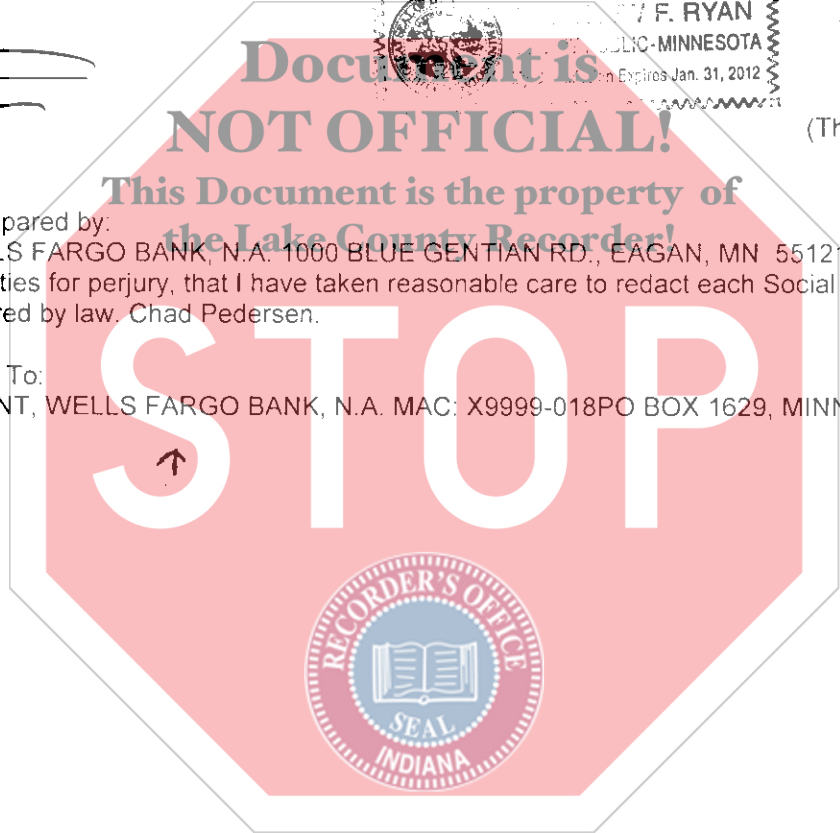 F. RYAN
LIC-MINNESOTA
n Expires Jan. 31, 2012
Document is
NOT OFFICIAL!
(Th
This Document is the property of
the Lake County Recorder!
pared by:
LS FARGO BANK, N.A. 1000 BLUE GENTIAN RD., EAGAN, MN 55121
ties for perjury, that I have taken reasonable care to redact each Social
red by law. Chad Pedersen.
To:
NT, WELLS FARGO BANK, N.A. MAC: X9999-018PO BOX 1629, MINN
STOP
RECORDER'S OFFICE
SEAL
INDIANA